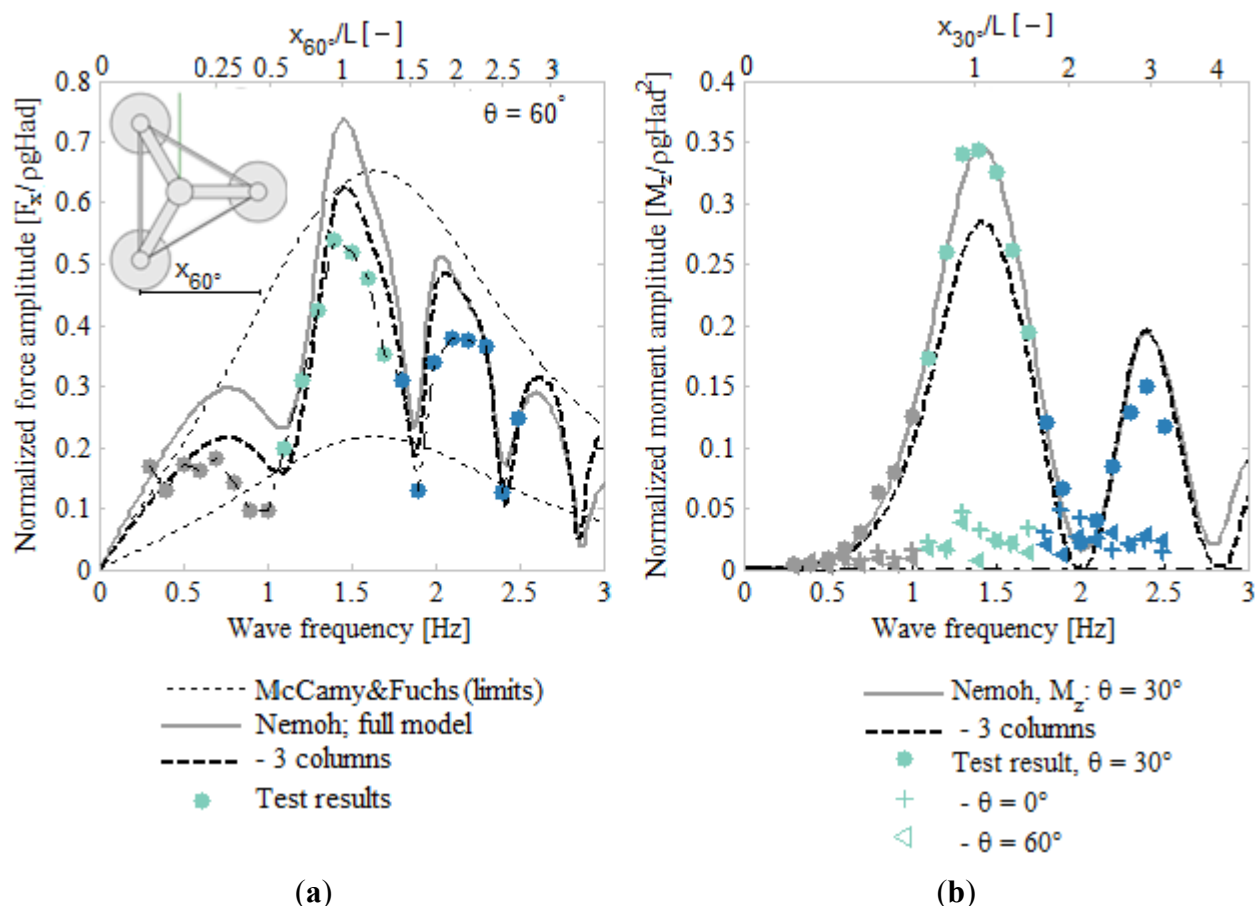 x60°/L [ − ]
0 0.25 0.5 1 1.5 2 2.5 3
0.8
0.7
0.6
0.5
0.4
0.3
0.2
0.1
0
Normalized force amplitude [Fx/ρgHad]
θ = 60°
x60°
0 0.5 1 1.5 2 2.5 3
Wave frequency [Hz]
McCamy&Fuchs (limits)
Nemoh; full model
- 3 columns
Test results
(a)
x30°/L [ − ]
0 1 2 3 4
0.4
0.35
0.3
0.25
0.2
0.15
0.1
0.05
0
Normalized moment amplitude [Mz/ρgHad²]
0 0.5 1 1.5 2 2.5 3
Wave frequency [Hz]
Nemoh, Mz: θ = 30°
- 3 columns
Test result, θ = 30°
- θ = 0°
- θ = 60°
(b)